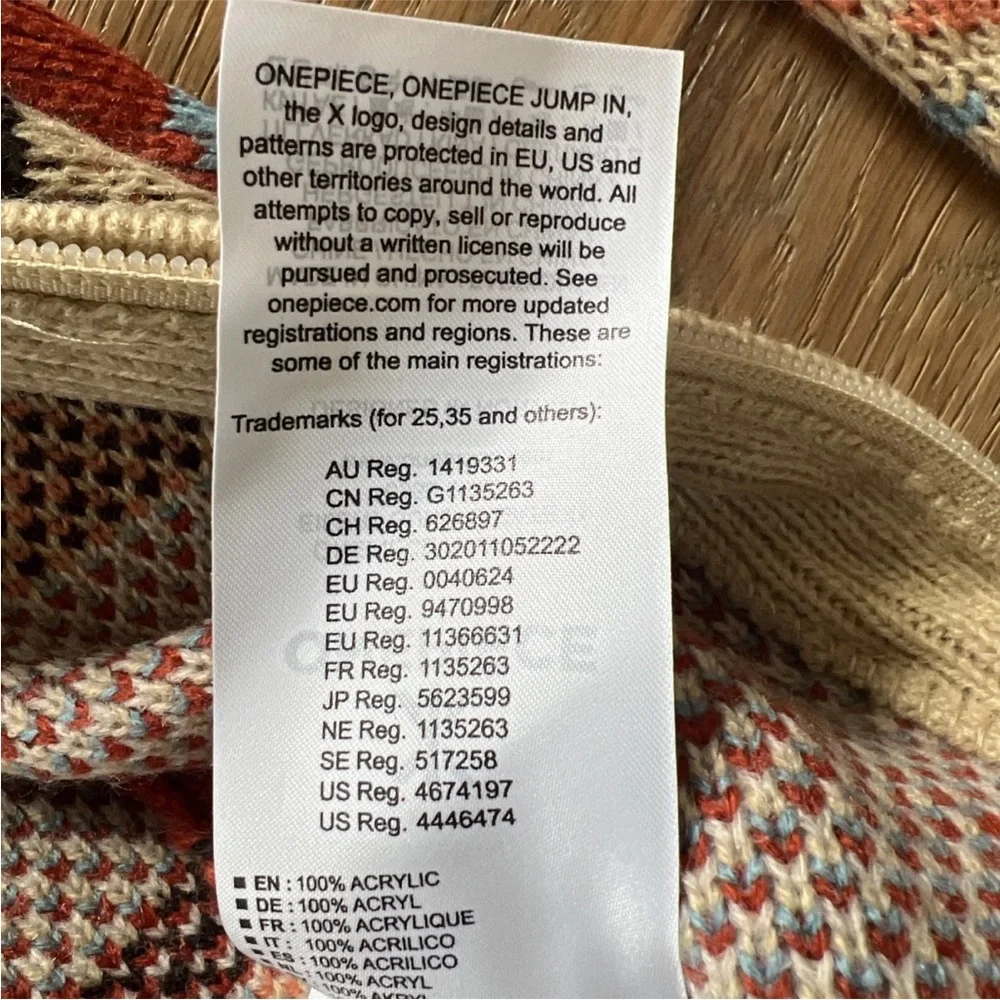 ONEPIECE, ONEPIECE JUMP IN,
the X logo, design details and
patterns are protected in EU, US and
other territories around the world. All
attempts to copy, sell or reproduce
without a written license will be
pursued and prosecuted. See
onepiece.com for more updated
registrations and regions. These are
some of the main registrations:
Trademarks (for 25,35 and others):
AU Reg. 1419331
CN Reg. G1135263
CH Reg. 626897
DE Reg. 302011052222
EU Reg. 0040624
EU Reg. 9470998
EU Reg. 11366631
FR Reg. 1135263
JP Reg. 5623599
NE Reg. 1135263
SE Reg. 517258
US Reg. 4674197
US Reg. 4446474
EN : 100% ACRYLIC
DE : 100% ACRYL
FR : 100% ACRYLIQUE
IT : 100% ACRILICO
ES : 100% ACRILICO
100% ACRYL
100%